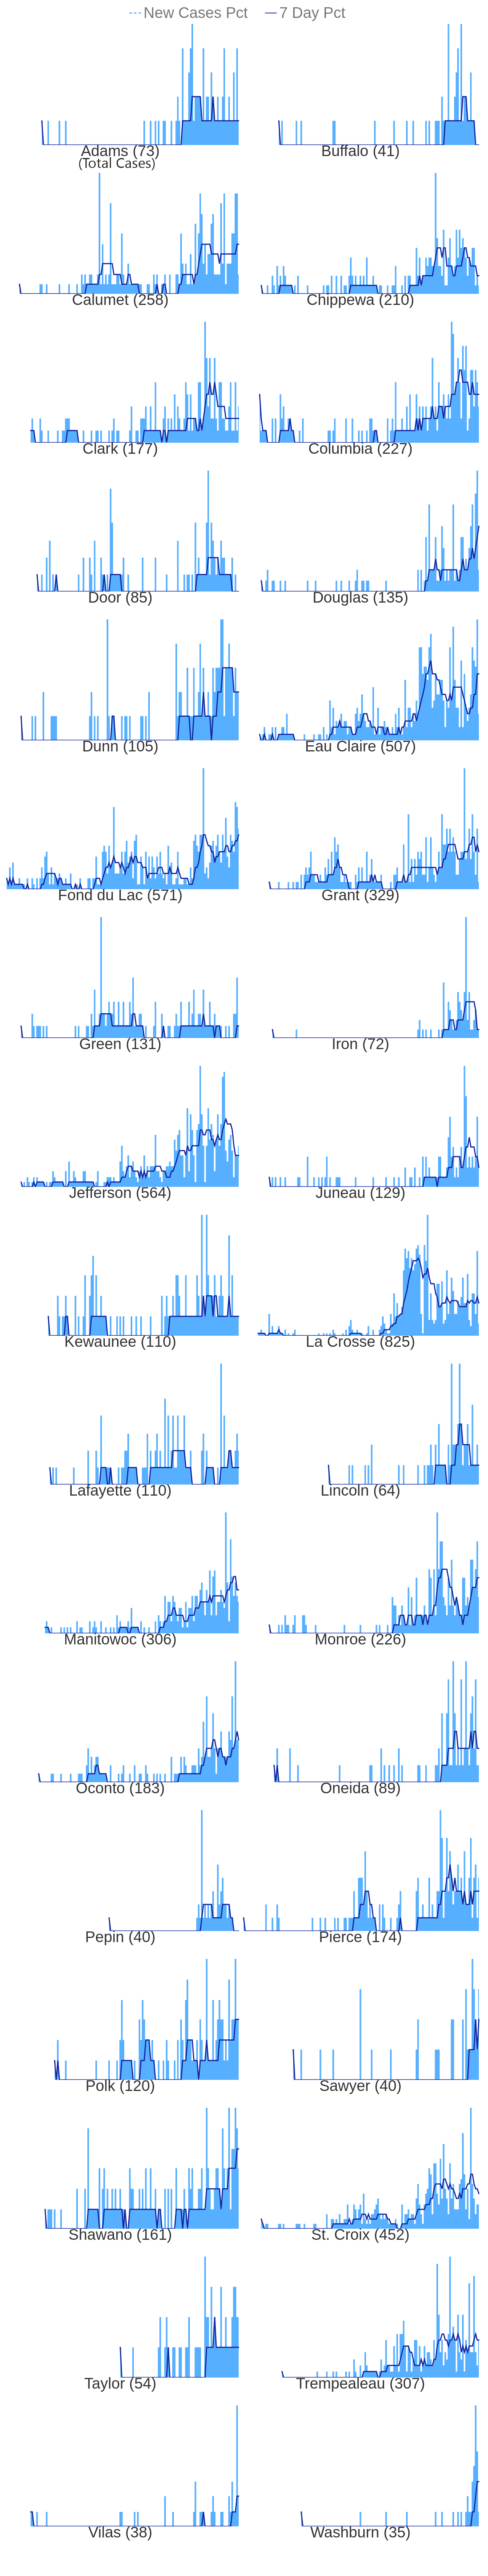 New Cases Pct 7 Day Pct
Adams (73) Buffalo (41)
(Total Cases)
Calumet (258) Chippewa (210)
Clark (177) Columbia (227)
Door (85) Douglas (135)
Dunn (105) Eau Claire (507)
Fond du Lac (571) Grant (329)
Green (131) Iron (72)
Jefferson (564) Juneau (129)
Kewaunee (110) La Crosse (825)
Lafayette (110) Lincoln (64)
Manitowoc (306) Monroe (226)
Oconto (183) Oneida (89)
Pepin (40) Pierce (174)
Polk (120) Sawyer (40)
Shawano (161) St. Croix (452)
Taylor (54) Trempealeau (307)
Vilas (38) Washburn (35)